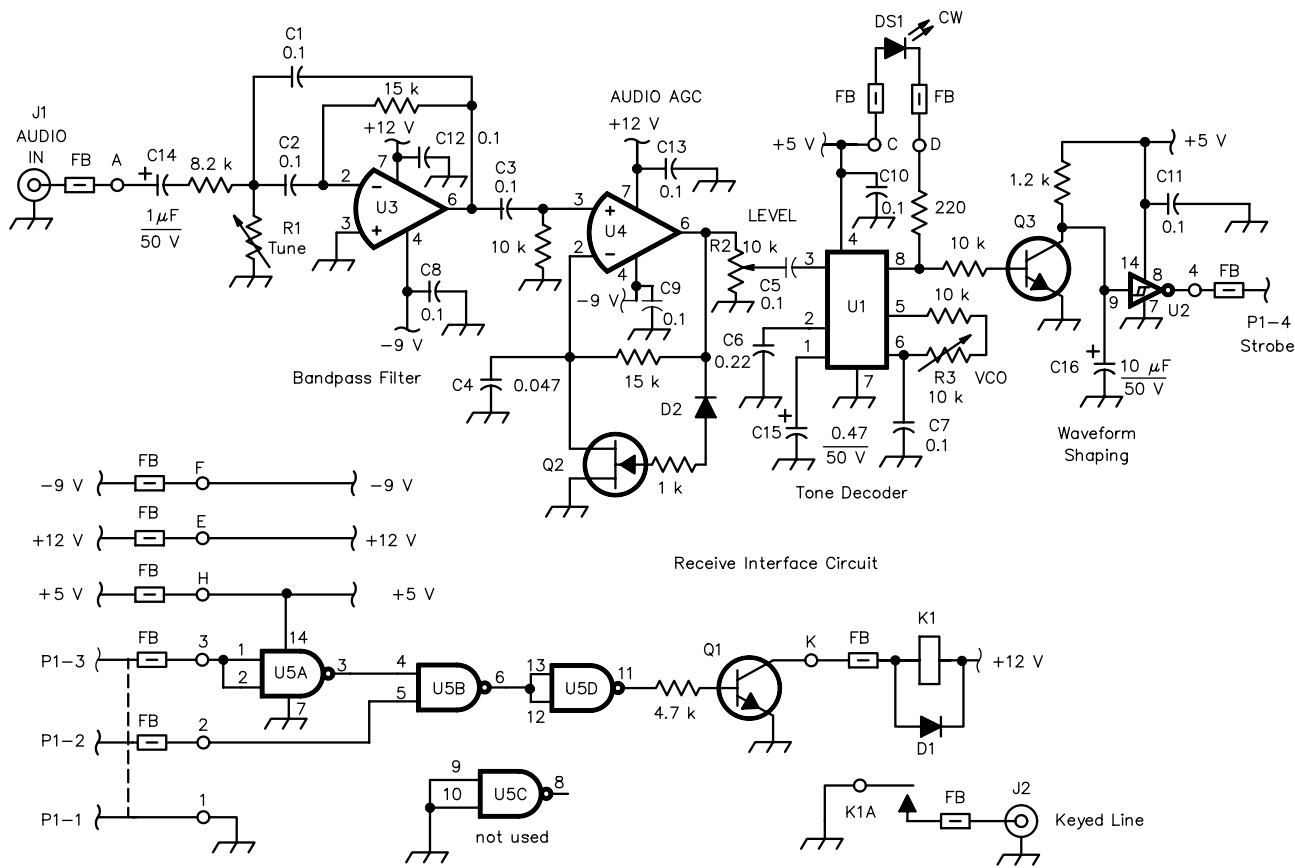 DS1
CW
C1
0.1
FB
FB
15 k
J1
AUDIO
IN
FB
A
C14
+
1 µF
50 V
8.2 k
C2
0.1
R1
Tune
+12 V
C12
0.1
7
2
−
U3
6
3
+
4
C8
0.1
−9 V
Bandpass Filter
AUDIO AGC
+12 V
C13
0.1
C3
0.1
10 k
3
+
7
U4
6
2
−
4
−9 V
C9
0.1
C4
0.047
15 k
D2
Q2
1 k
LEVEL
R2
10 k
C5
0.1
+5 V
C
D
C10
0.1
220
4
3
8
U1
5
2
6
1
7
C6
0.22
C15
+
0.47
50 V
10 k
10 k
R3
10 k
VCO
C7
0.1
Tone Decoder
Q3
1.2 k
+5 V
C11
0.1
14
8
4
FB
9
7
U2
P1-4
Strobe
C16
+
10 µF
50 V
Waveform
Shaping
−9 V
FB
F
−9 V
+12 V
FB
E
+12 V
Receive Interface Circuit
+5 V
FB
H
+5 V
P1-3
FB
3
1
2
14
U5A
3
7
4
5
U5B
6
13
12
U5D
11
4.7 k
Q1
K
FB
K1
+12 V
D1
P1-2
FB
2
P1-1
1
9
10
U5C
8
not used
K1A
FB
J2
Keyed Line